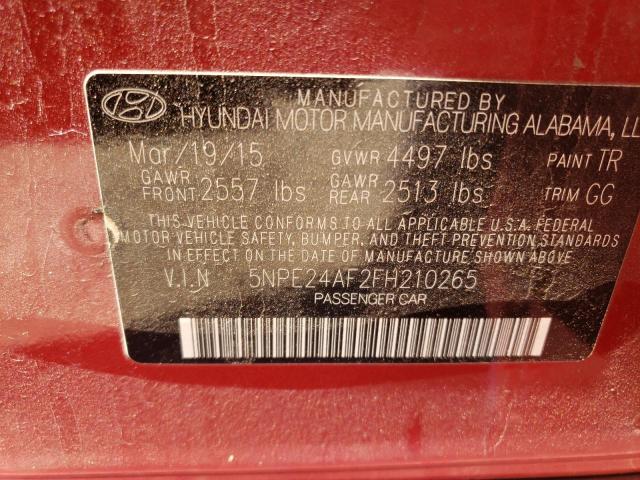 MANUFACTURED BY
HYUNDAI MOTOR MANUFACTURING ALABAMA, LL
Mar/19/15 GVWR 4497 lbs PAINT TR
GAWR FRONT 2557 lbs GAWR REAR 2513 lbs TRIM GG
THIS VEHICLE CONFORMS TO ALL APPLICABLE U.S.A. FEDERAL
MOTOR VEHICLE SAFETY, BUMPER, AND THEFT PREVENTION STANDARDS
IN EFFECT ON THE DATE OF MANUFACTURE SHOWN ABOVE
V.I.N 5NPE24AF2FH210265
PASSENGER CAR